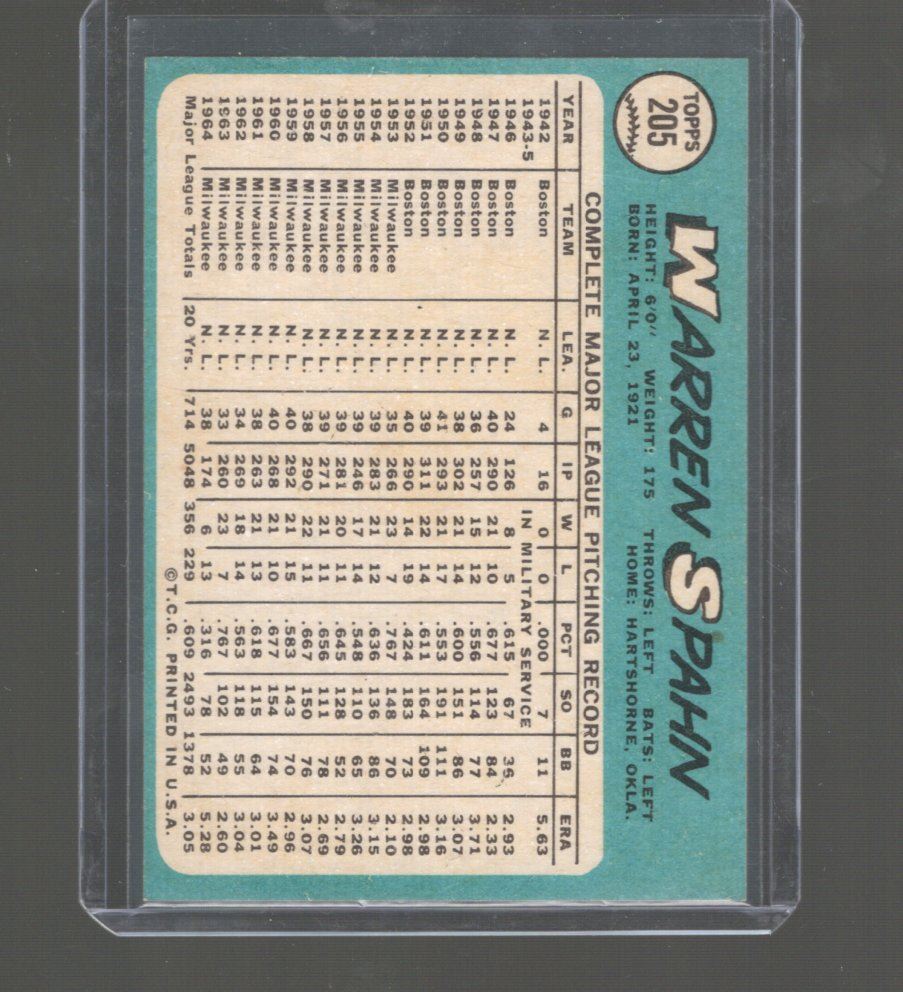 TOPPS
205
WARREN SPAHN
HEIGHT: 6'0" WEIGHT: 175 THROWS: LEFT BATS: LEFT
BORN: APRIL 23, 1921 HOME: HARTSHORNE, OKLA.
COMPLETE MAJOR LEAGUE PITCHING RECORD
YEAR TEAM LEA. G IP W L PCT SO BB ERA
1942 Boston N. L. 4 16 0 0 .000 7 11 5.63
1943-5 IN MILITARY SERVICE
1946 Boston N. L. 24 126 8 5 .615 67 36 2.93
1947 Boston N. L. 40 290 21 10 .677 123 84 2.33
1948 Boston N. L. 36 257 15 12 .556 114 77 3.71
1949 Boston N. L. 38 302 21 14 .600 151 86 3.07
1950 Boston N. L. 41 293 21 17 .553 191 111 3.16
1951 Boston N. L. 39 311 22 14 .611 164 109 2.98
1952 Boston N. L. 40 290 14 19 .424 183 73 2.98
1953 Milwaukee N. L. 35 266 23 7 .767 148 70 2.10
1954 Milwaukee N. L. 39 283 21 12 .636 136 86 3.15
1955 Milwaukee N. L. 39 246 17 14 .548 110 65 3.26
1956 Milwaukee N. L. 39 281 20 11 .645 128 52 2.79
1957 Milwaukee N. L. 39 271 21 11 .656 111 78 2.69
1958 Milwaukee N. L. 38 290 22 11 .667 150 76 3.07
1959 Milwaukee N. L. 40 292 21 15 .583 143 70 2.96
1960 Milwaukee N. L. 40 268 21 10 .677 154 74 3.49
1961 Milwaukee N. L. 38 263 21 13 .618 115 64 3.01
1962 Milwaukee N. L. 34 269 18 14 .563 118 55 3.04
1963 Milwaukee N. L. 33 260 23 7 .767 102 49 2.60
1964 Milwaukee N. L. 38 174 6 13 .316 78 52 5.28
Major League Totals 20 Yrs. 714 5048 356 229 .609 2493 1378 3.05
©T.C.G. PRINTED IN U.S.A.